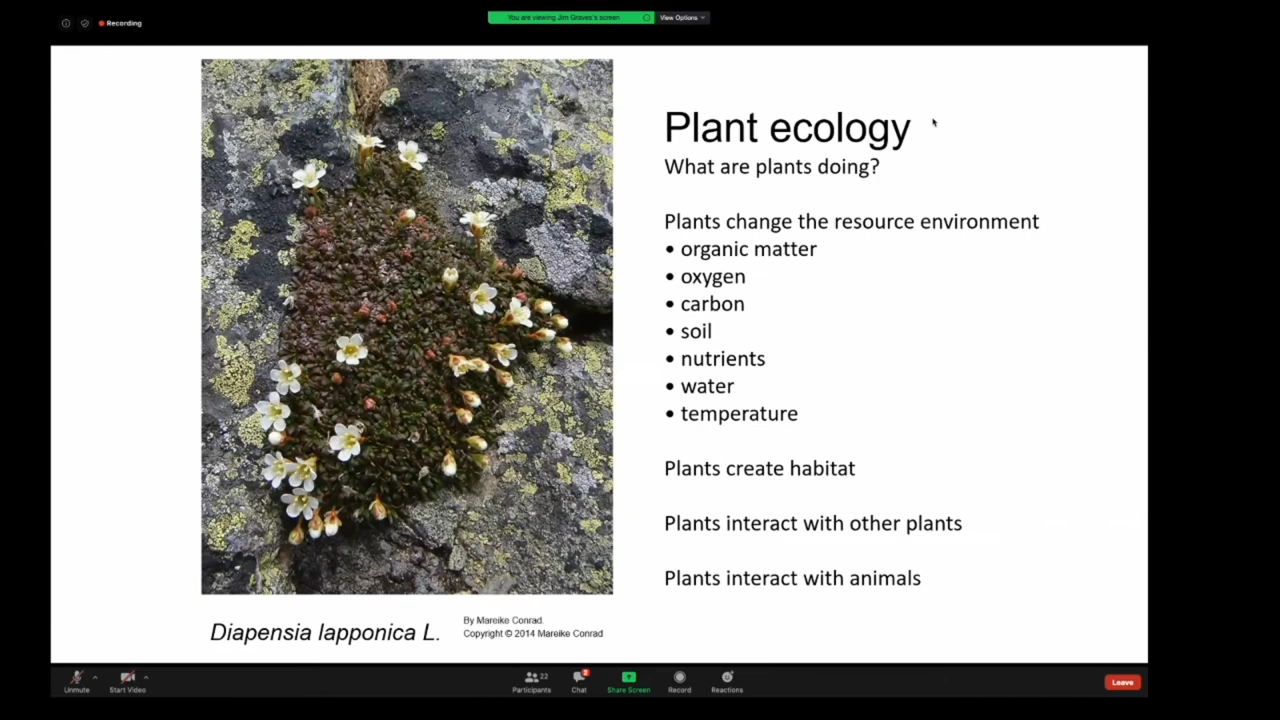 Recording
You are viewing Jim Graves's screen
View Options
Plant ecology
What are plants doing?
Plants change the resource environment
• organic matter
• oxygen
• carbon
• soil
• nutrients
• water
• temperature
Plants create habitat
Plants interact with other plants
Plants interact with animals
Diapensia lapponica L.
By Mareike Conrad.
Copyright © 2014 Mareike Conrad
Unmute
Start Video
22
Participants
2
Chat
Share Screen
Record
Reactions
Leave